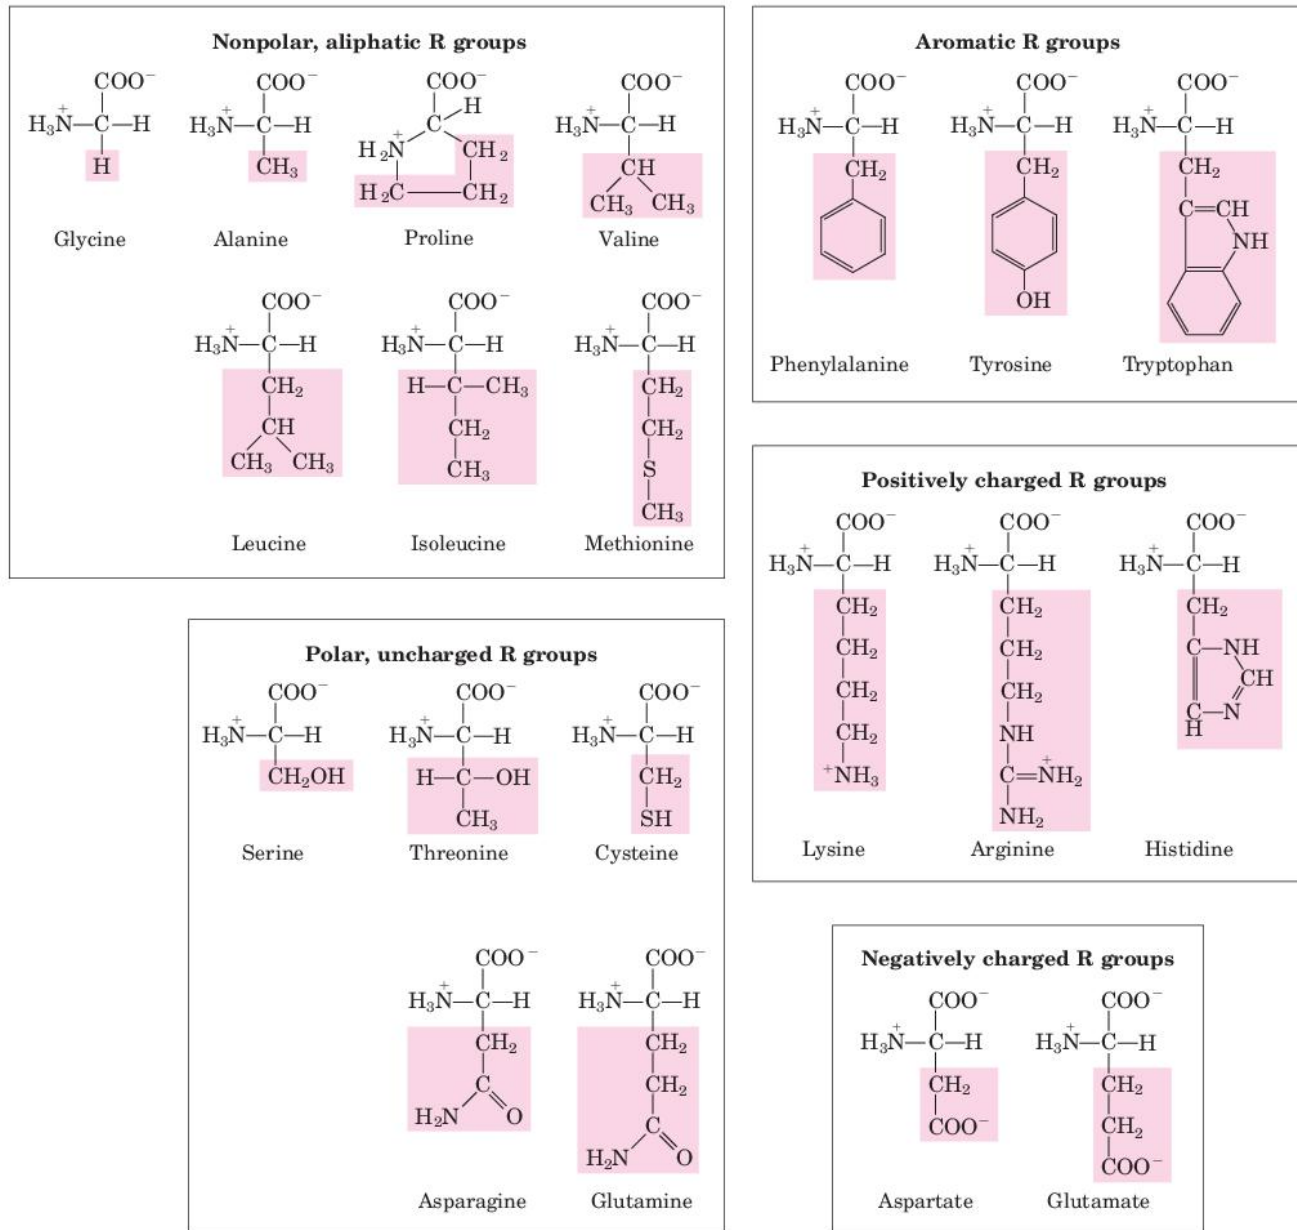 Nonpolar, aliphatic R groups
COO⁻ COO⁻ COO⁻ COO⁻
H₃N⁺—C—H H₃N⁺—C—H H₂N⁺ C H H₃N⁺—C—H
H CH₃ CH₂ CH
H₂C CH₂ CH₃ CH₃
Glycine Alanine Proline Valine
COO⁻ COO⁻ COO⁻
H₃N⁺—C—H H₃N⁺—C—H H₃N⁺—C—H
CH₂ H—C—CH₃ CH₂
CH CH₂ CH₂
CH₃ CH₃ CH₃ S
CH₃
Leucine Isoleucine Methionine
Aromatic R groups
COO⁻ COO⁻ COO⁻
H₃N⁺—C—H H₃N⁺—C—H H₃N⁺—C—H
CH₂ CH₂ CH₂
C=CH
NH
OH
Phenylalanine Tyrosine Tryptophan
Positively charged R groups
COO⁻ COO⁻ COO⁻
H₃N⁺—C—H H₃N⁺—C—H H₃N⁺—C—H
CH₂ CH₂ CH₂
CH₂ CH₂ C—NH
CH₂ CH₂ CH
CH₂ NH C—N
H
⁺NH₃ C=N⁺H₂
NH₂
Lysine Arginine Histidine
Polar, uncharged R groups
COO⁻ COO⁻ COO⁻
H₃N⁺—C—H H₃N⁺—C—H H₃N⁺—C—H
CH₂OH H—C—OH CH₂
CH₃ SH
Serine Threonine Cysteine
COO⁻ COO⁻
H₃N⁺—C—H H₃N⁺—C—H
CH₂ CH₂
C CH₂
H₂N O C
H₂N O
Asparagine Glutamine
Negatively charged R groups
COO⁻ COO⁻
H₃N⁺—C—H H₃N⁺—C—H
CH₂ CH₂
COO⁻ CH₂
COO⁻
Aspartate Glutamate